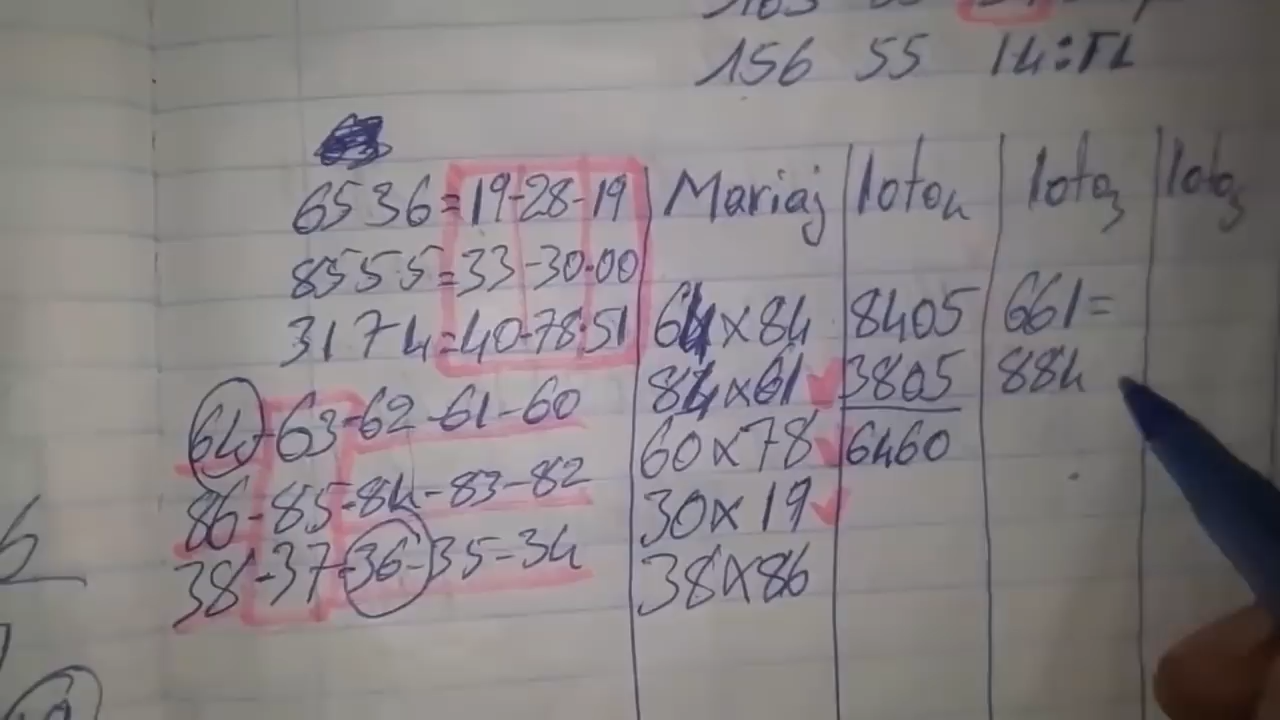 156 55 14:TL
6536=19-28-19 Mariaj loto4 loto3 loto3
8555=33-30-00
3174=40-78-51 64x84 8405 661=
64-63-62-61-60 84x61 3805 884
60x78 6460
86-85-84-83-82 30x19
38-37-36-35-34 38x86